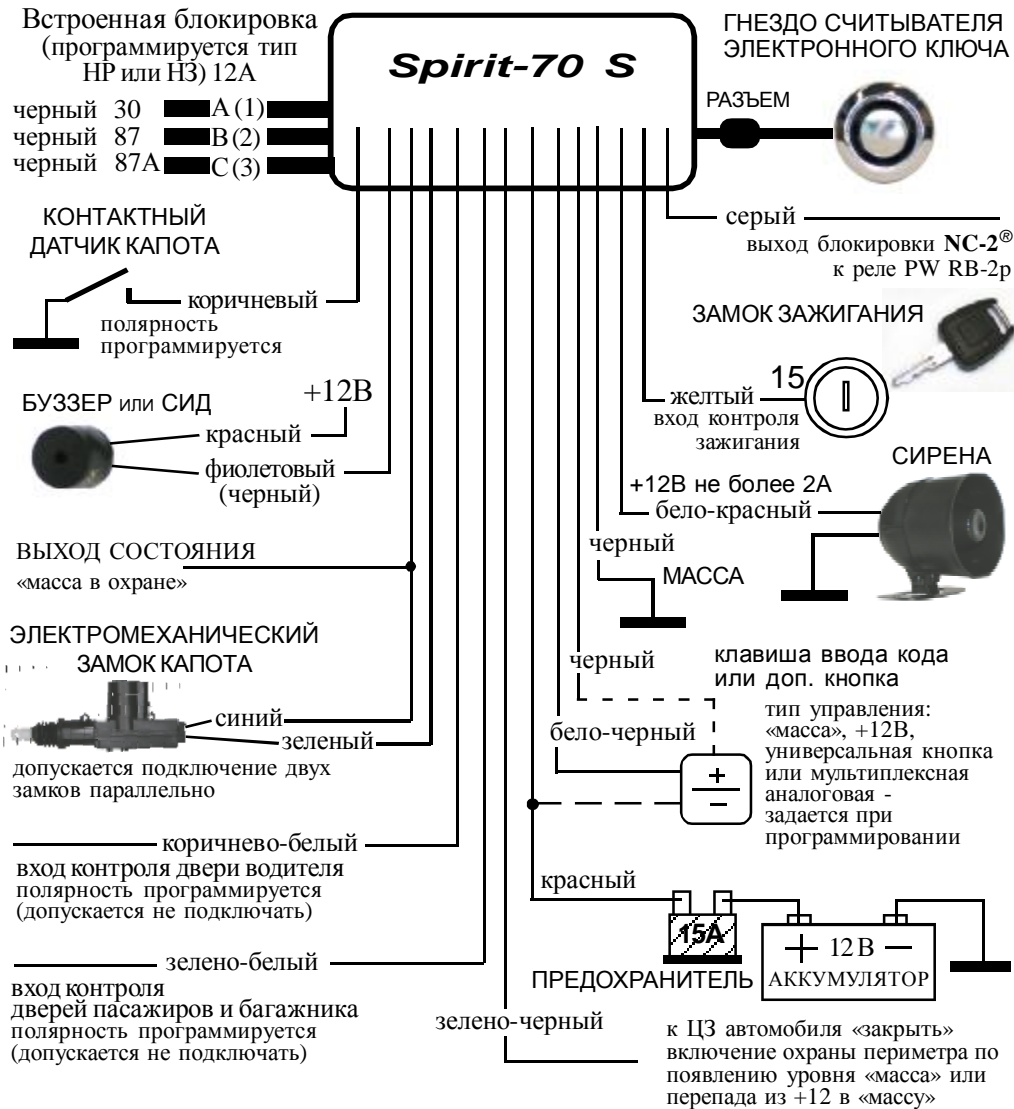 Встроенная блокировка
(программируется тип
НР или НЗ) 12А
черный 30 А (1)
черный 87 В (2)
черный 87А С (3)
Spirit-70 S
ГНЕЗДО СЧИТЫВАТЕЛЯ
ЭЛЕКТРОННОГО КЛЮЧА
РАЗЪЕМ
серый
выход блокировки NC-2®
к реле PW RB-2p
КОНТАКТНЫЙ
ДАТЧИК КАПОТА
коричневый
полярность
программируется
ЗАМОК ЗАЖИГАНИЯ
15
желтый
вход контроля
зажигания
БУЗЗЕР или СИД
+12В
красный
фиолетовый
(черный)
СИРЕНА
+12В не более 2А
бело-красный
черный
МАССА
ВЫХОД СОСТОЯНИЯ
«масса в охране»
ЭЛЕКТРОМЕХАНИЧЕСКИЙ
ЗАМОК КАПОТА
синий
зеленый
допускается подключение двух
замков параллельно
черный
бело-черный
клавиша ввода кода
или доп. кнопка
тип управления:
«масса», +12В,
универсальная кнопка
или мультиплексная
аналоговая -
задается при
программировании
+
−
коричнево-белый
вход контроля двери водителя
полярность программируется
(допускается не подключать)
красный
15А
ПРЕДОХРАНИТЕЛЬ
+ 12 В −
АККУМУЛЯТОР
зелено-белый
вход контроля
дверей пасажиров и багажника
полярность программируется
(допускается не подключать)
зелено-черный
к ЦЗ автомобиля «закрыть»
включение охраны периметра по
появлению уровня «масса» или
перепада из +12 в «массу»